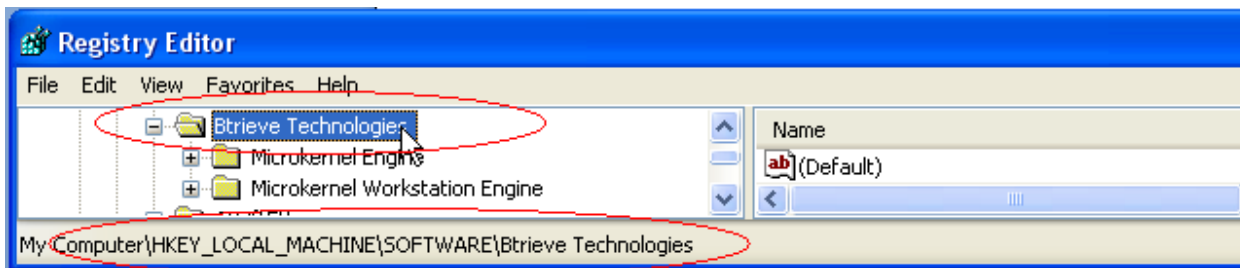 Registry Editor
File Edit View Favorites Help
Btrieve Technologies
Microkernel Engine
Microkernel Workstation Engine
Name
ab (Default)
My Computer\HKEY_LOCAL_MACHINE\SOFTWARE\Btrieve Technologies